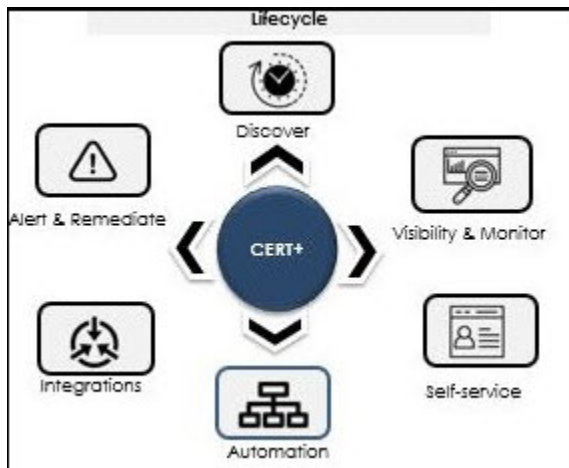 Lifecycle
Discover
Alert & Remediate
Visibility & Monitor
CERT+
Integrations
Self-service
Automation